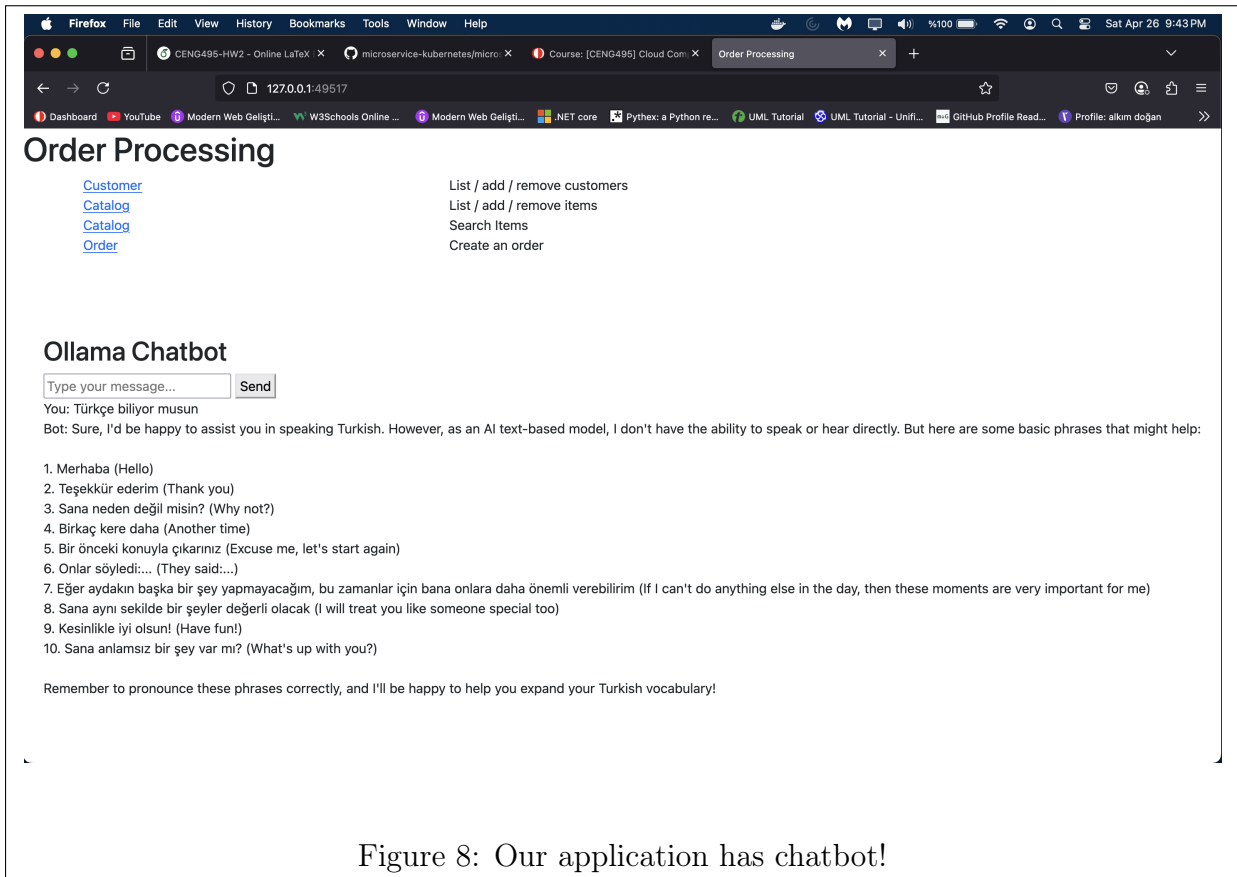 Firefox File Edit View History Bookmarks Tools Window Help %100 Sat Apr 26 9:43 PM
CENG495-HW2 - Online LaTeX microservice-kubernetes/micros Course: [CENG495] Cloud Com Order Processing
127.0.0.1:49517
Dashboard YouTube Modern Web Gelişti... W3Schools Online ... Modern Web Gelişti... .NET core Pythex: a Python re... UML Tutorial UML Tutorial - Unifi... GitHub Profile Read... Profile: alkım doğan
Order Processing
Customer List / add / remove customers
Catalog List / add / remove items
Catalog Search Items
Order Create an order
Ollama Chatbot
Type your message... Send
You: Türkçe biliyor musun
Bot: Sure, I'd be happy to assist you in speaking Turkish. However, as an AI text-based model, I don't have the ability to speak or hear directly. But here are some basic phrases that might help:
1. Merhaba (Hello)
2. Teşekkür ederim (Thank you)
3. Sana neden değil misin? (Why not?)
4. Birkaç kere daha (Another time)
5. Bir önceki konuyla çıkarınız (Excuse me, let's start again)
6. Onlar söyledi:... (They said:...)
7. Eğer aydakın başka bir şey yapmayacağım, bu zamanlar için bana onlara daha önemli verebilirim (If I can't do anything else in the day, then these moments are very important for me)
8. Sana aynı sekilde bir şeyler değerli olacak (I will treat you like someone special too)
9. Kesinlikle iyi olsun! (Have fun!)
10. Sana anlamsız bir şey var mı? (What's up with you?)
Remember to pronounce these phrases correctly, and I'll be happy to help you expand your Turkish vocabulary!
Figure 8: Our application has chatbot!